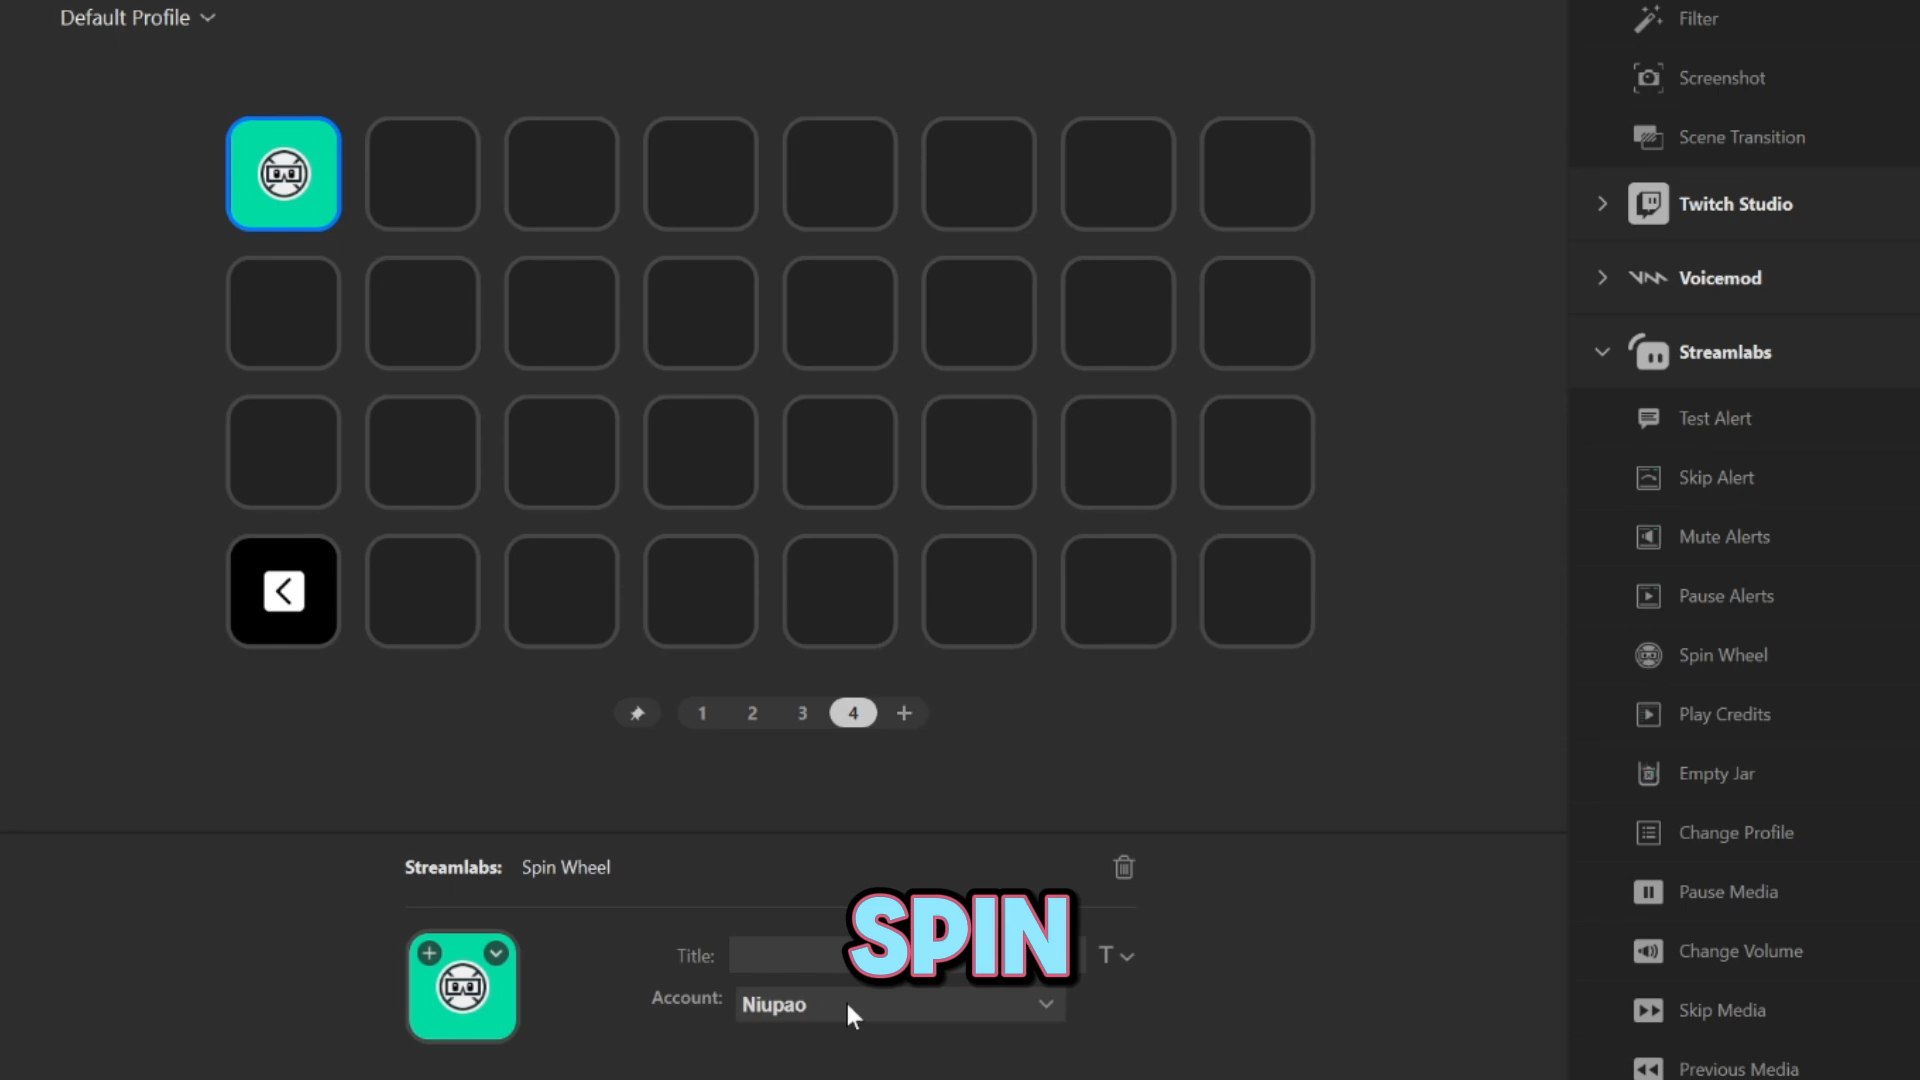 Default Profile
Filter
Screenshot
Scene Transition
Twitch Studio
Voicemod
Streamlabs
Test Alert
Skip Alert
Mute Alerts
Pause Alerts
Spin Wheel
Play Credits
Empty Jar
Change Profile
Pause Media
Change Volume
Skip Media
Previous Media
1 2 3 4 +
Streamlabs: Spin Wheel
Title:
T
Account: Niupao
SPIN